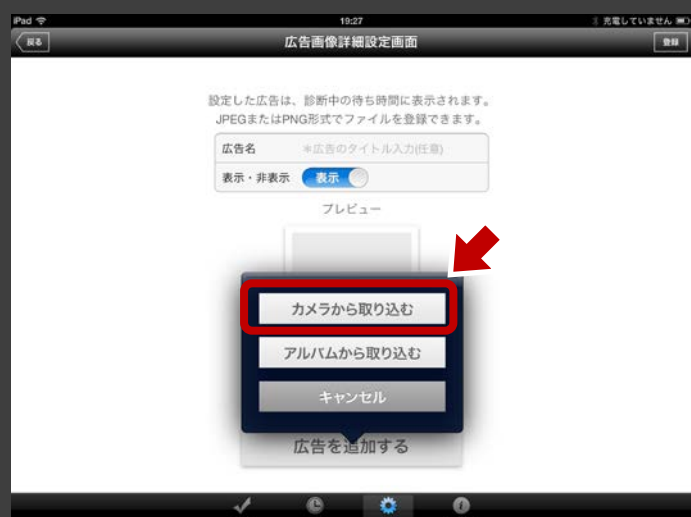 iPad
19:27
充電していません
戻る
広告画像詳細設定画面
登録
設定した広告は、診断中の待ち時間に表示されます。
JPEGまたはPNG形式でファイルを登録できます。
広告名
*広告のタイトル入力(任意)
表示・非表示
表示
プレビュー
カメラから取り込む
アルバムから取り込む
キャンセル
広告を追加する